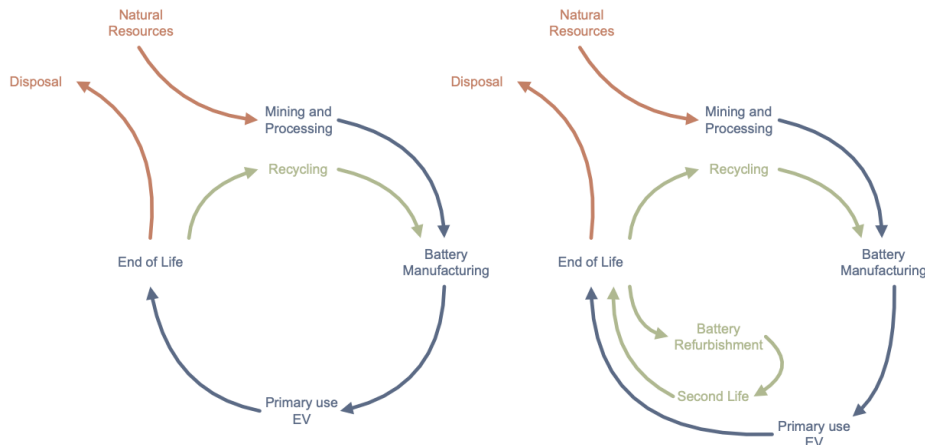 Natural
Resources
Disposal
Mining and
Processing
Recycling
End of Life
Battery
Manufacturing
Primary use
EV
Natural
Resources
Disposal
Mining and
Processing
Recycling
End of Life
Battery
Manufacturing
Battery
Refurbishment
Second Life
Primary use
EV